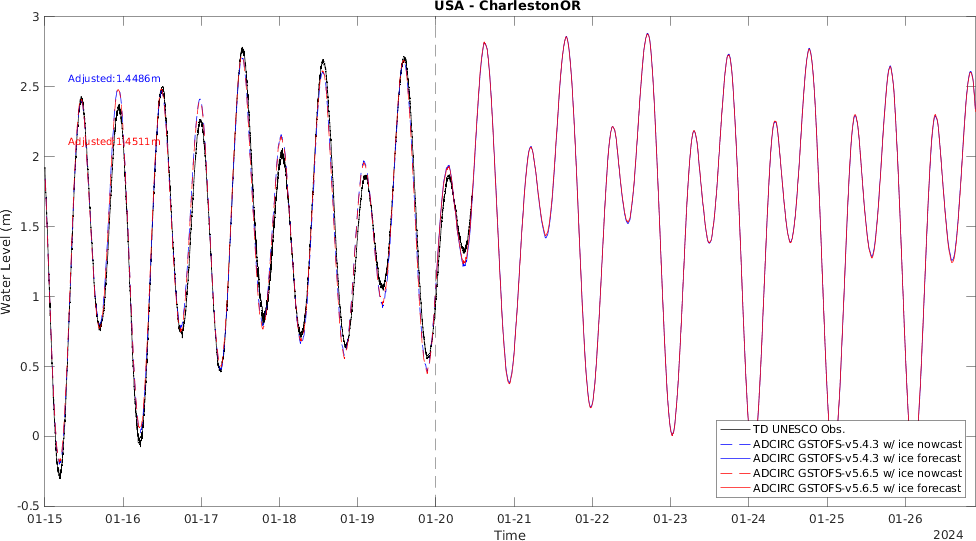 USA - CharlestonOR
3
2.5
2
1.5
1
0.5
0
-0.5
Water Level (m)
Adjusted:1.4486m
Adjusted:1.4511m
TD UNESCO Obs.
ADCIRC GSTOFS-v5.4.3 w/ ice nowcast
ADCIRC GSTOFS-v5.4.3 w/ ice forecast
ADCIRC GSTOFS-v5.6.5 w/ ice nowcast
ADCIRC GSTOFS-v5.6.5 w/ ice forecast
01-15 01-16 01-17 01-18 01-19 01-20 01-21 01-22 01-23 01-24 01-25 01-26
Time
2024